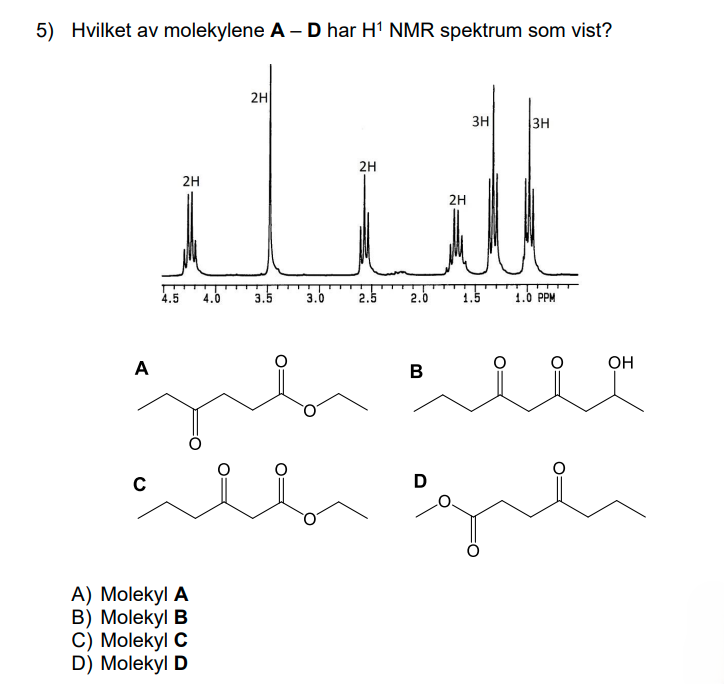 5) Hvilket av molekylene A – D har H¹ NMR spektrum som vist?
2H
3H
3H
2H
2H
2H
4.5 4.0 3.5 3.0 2.5 2.0 1.5 1.0 PPM
A
O
O
O
B
O
O
OH
C
O
O
O
D
O
O
O
A) Molekyl A
B) Molekyl B
C) Molekyl C
D) Molekyl D